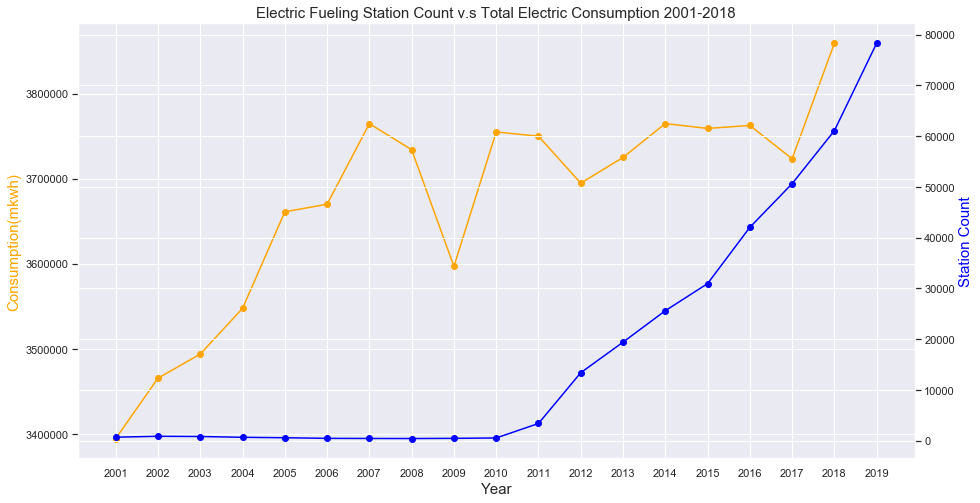 Electric Fueling Station Count v.s Total Electric Consumption 2001-2018
Consumption(mkwh)
3800000
3700000
3600000
3500000
3400000
80000
70000
60000
50000
40000
30000
20000
10000
0
Station Count
2001 2002 2003 2004 2005 2006 2007 2008 2009 2010 2011 2012 2013 2014 2015 2016 2017 2018 2019
Year